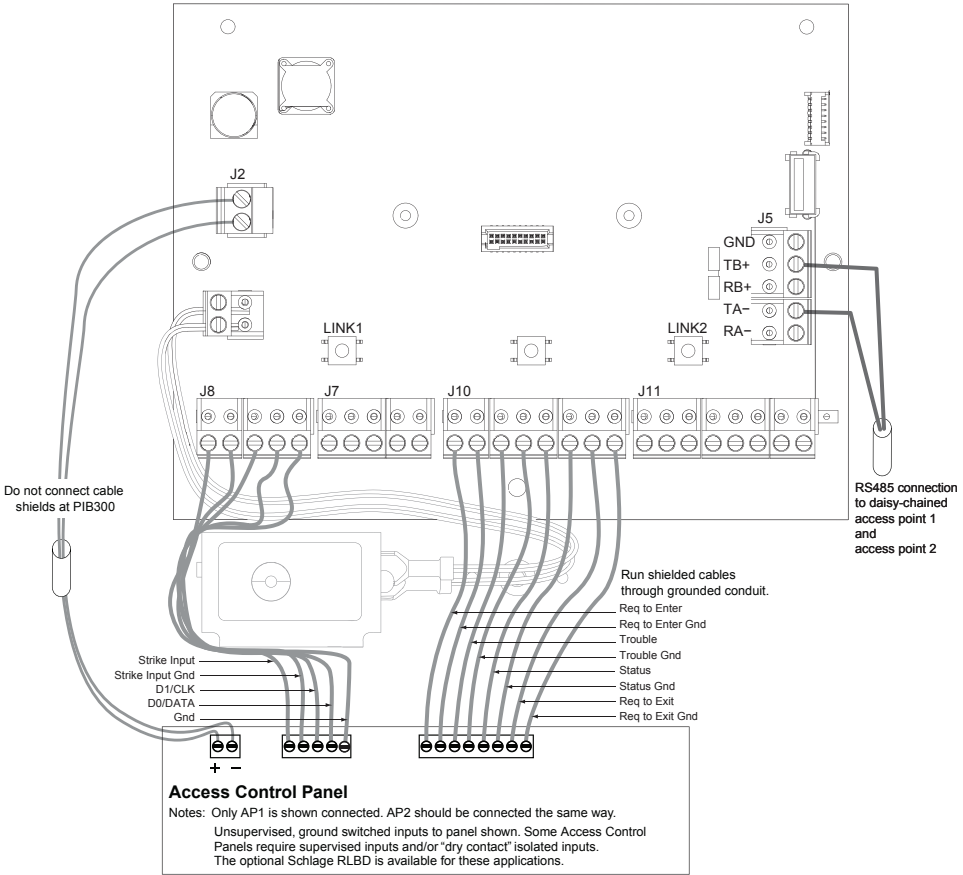 J2
J5
GND
TB+
RB+
TA−
RA−
LINK1
LINK2
J8
J7
J10
J11
Do not connect cable
shields at PIB300
RS485 connection
to daisy-chained
access point 1
and
access point 2
Run shielded cables
through grounded conduit.
Req to Enter
Req to Enter Gnd
Trouble
Trouble Gnd
Status
Status Gnd
Req to Exit
Req to Exit Gnd
Strike Input
Strike Input Gnd
D1/CLK
D0/DATA
Gnd
+ −
Access Control Panel
Notes: Only AP1 is shown connected. AP2 should be connected the same way.
Unsupervised, ground switched inputs to panel shown. Some Access Control
Panels require supervised inputs and/or “dry contact” isolated inputs.
The optional Schlage RLBD is available for these applications.